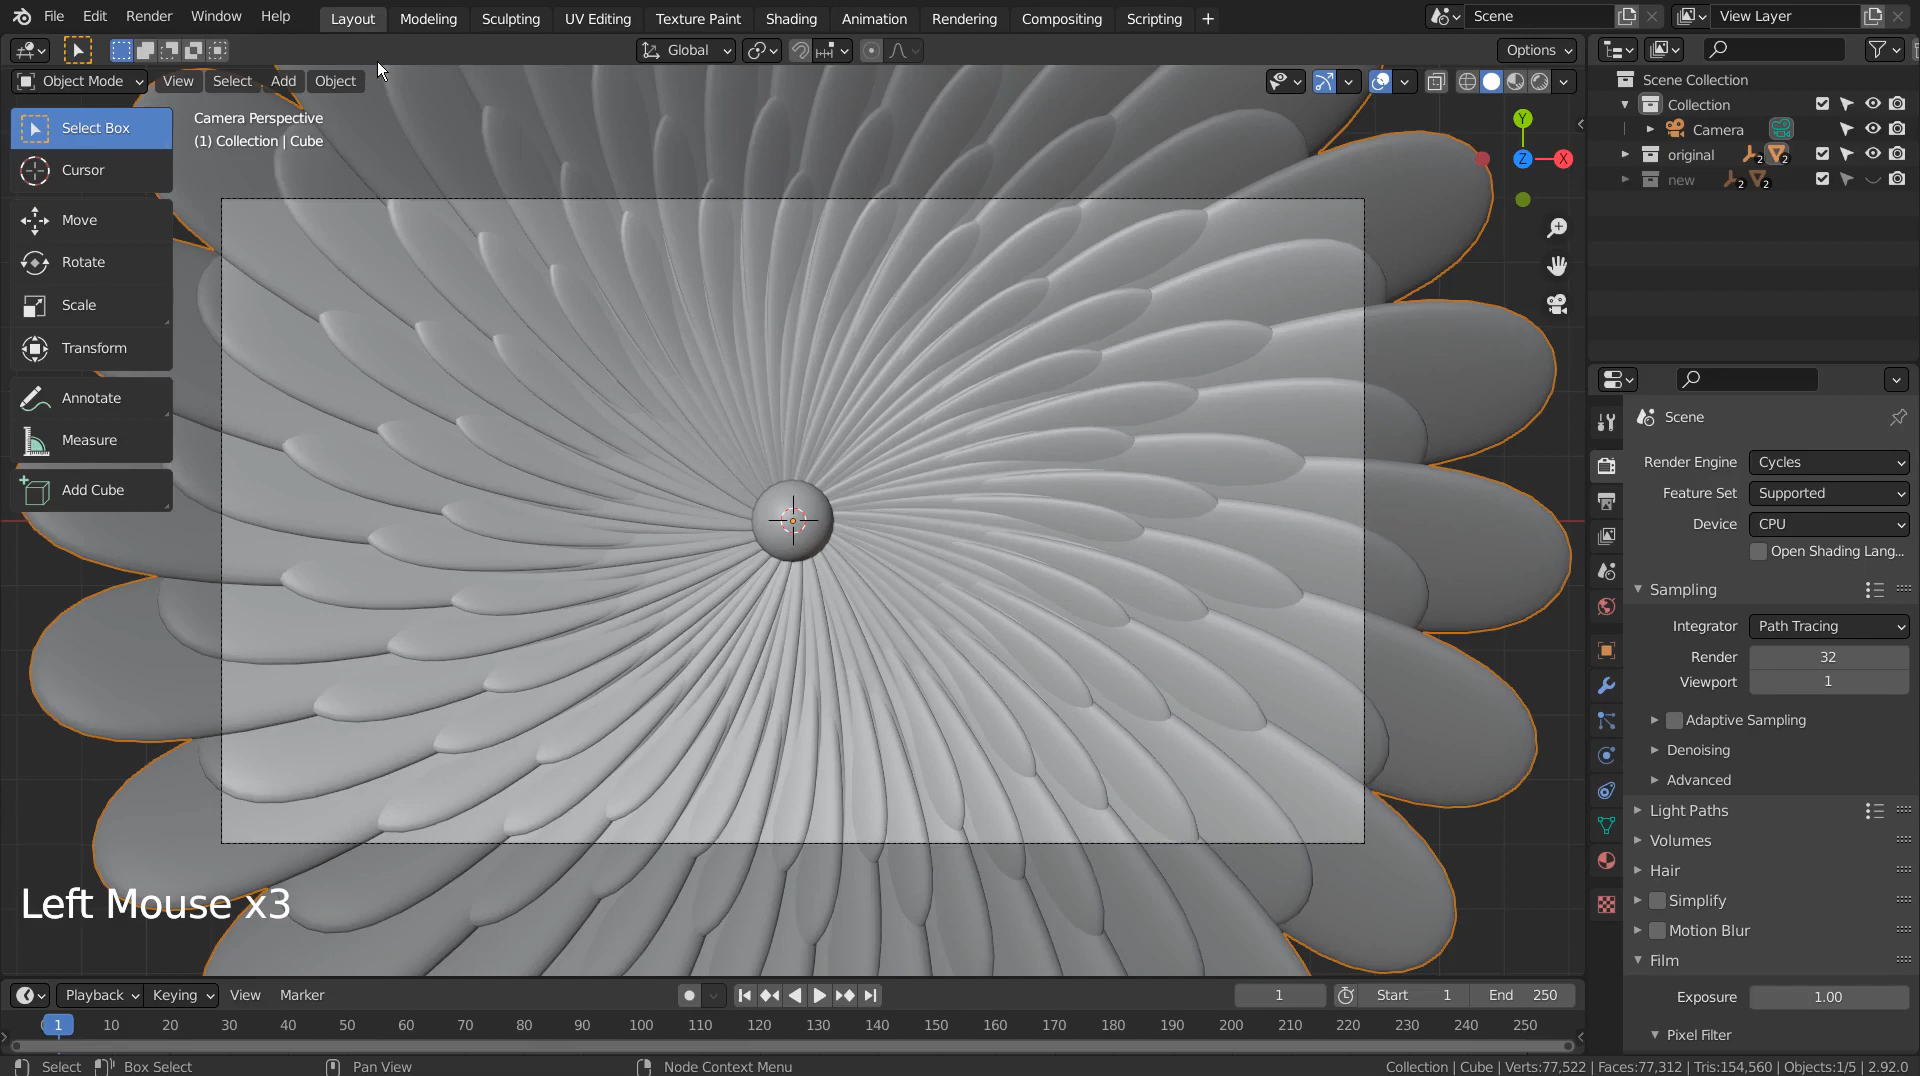 File Edit Render Window Help Layout Modeling Sculpting UV Editing Texture Paint Shading Animation Rendering Compositing Scripting + Scene View Layer
Global Options
Object Mode View Select Add Object
Scene Collection
Collection
Camera
original 2 2
new 2 2
Select Box
Cursor
Move
Rotate
Scale
Transform
Annotate
Measure
Add Cube
Camera Perspective
(1) Collection | Cube
Y
Z X
Scene
Render Engine Cycles
Feature Set Supported
Device CPU
Open Shading Lang...
Sampling
Integrator Path Tracing
Render 32
Viewport 1
Adaptive Sampling
Denoising
Advanced
Light Paths
Volumes
Hair
Simplify
Motion Blur
Film
Exposure 1.00
Pixel Filter
Left Mouse x3
Playback Keying View Marker 1 Start 1 End 250
1 10 20 30 40 50 60 70 80 90 100 110 120 130 140 150 160 170 180 190 200 210 220 230 240 250
Select Box Select Pan View Node Context Menu Collection | Cube | Verts:77,522 | Faces:77,312 | Tris:154,560 | Objects:1/5 | 2.92.0